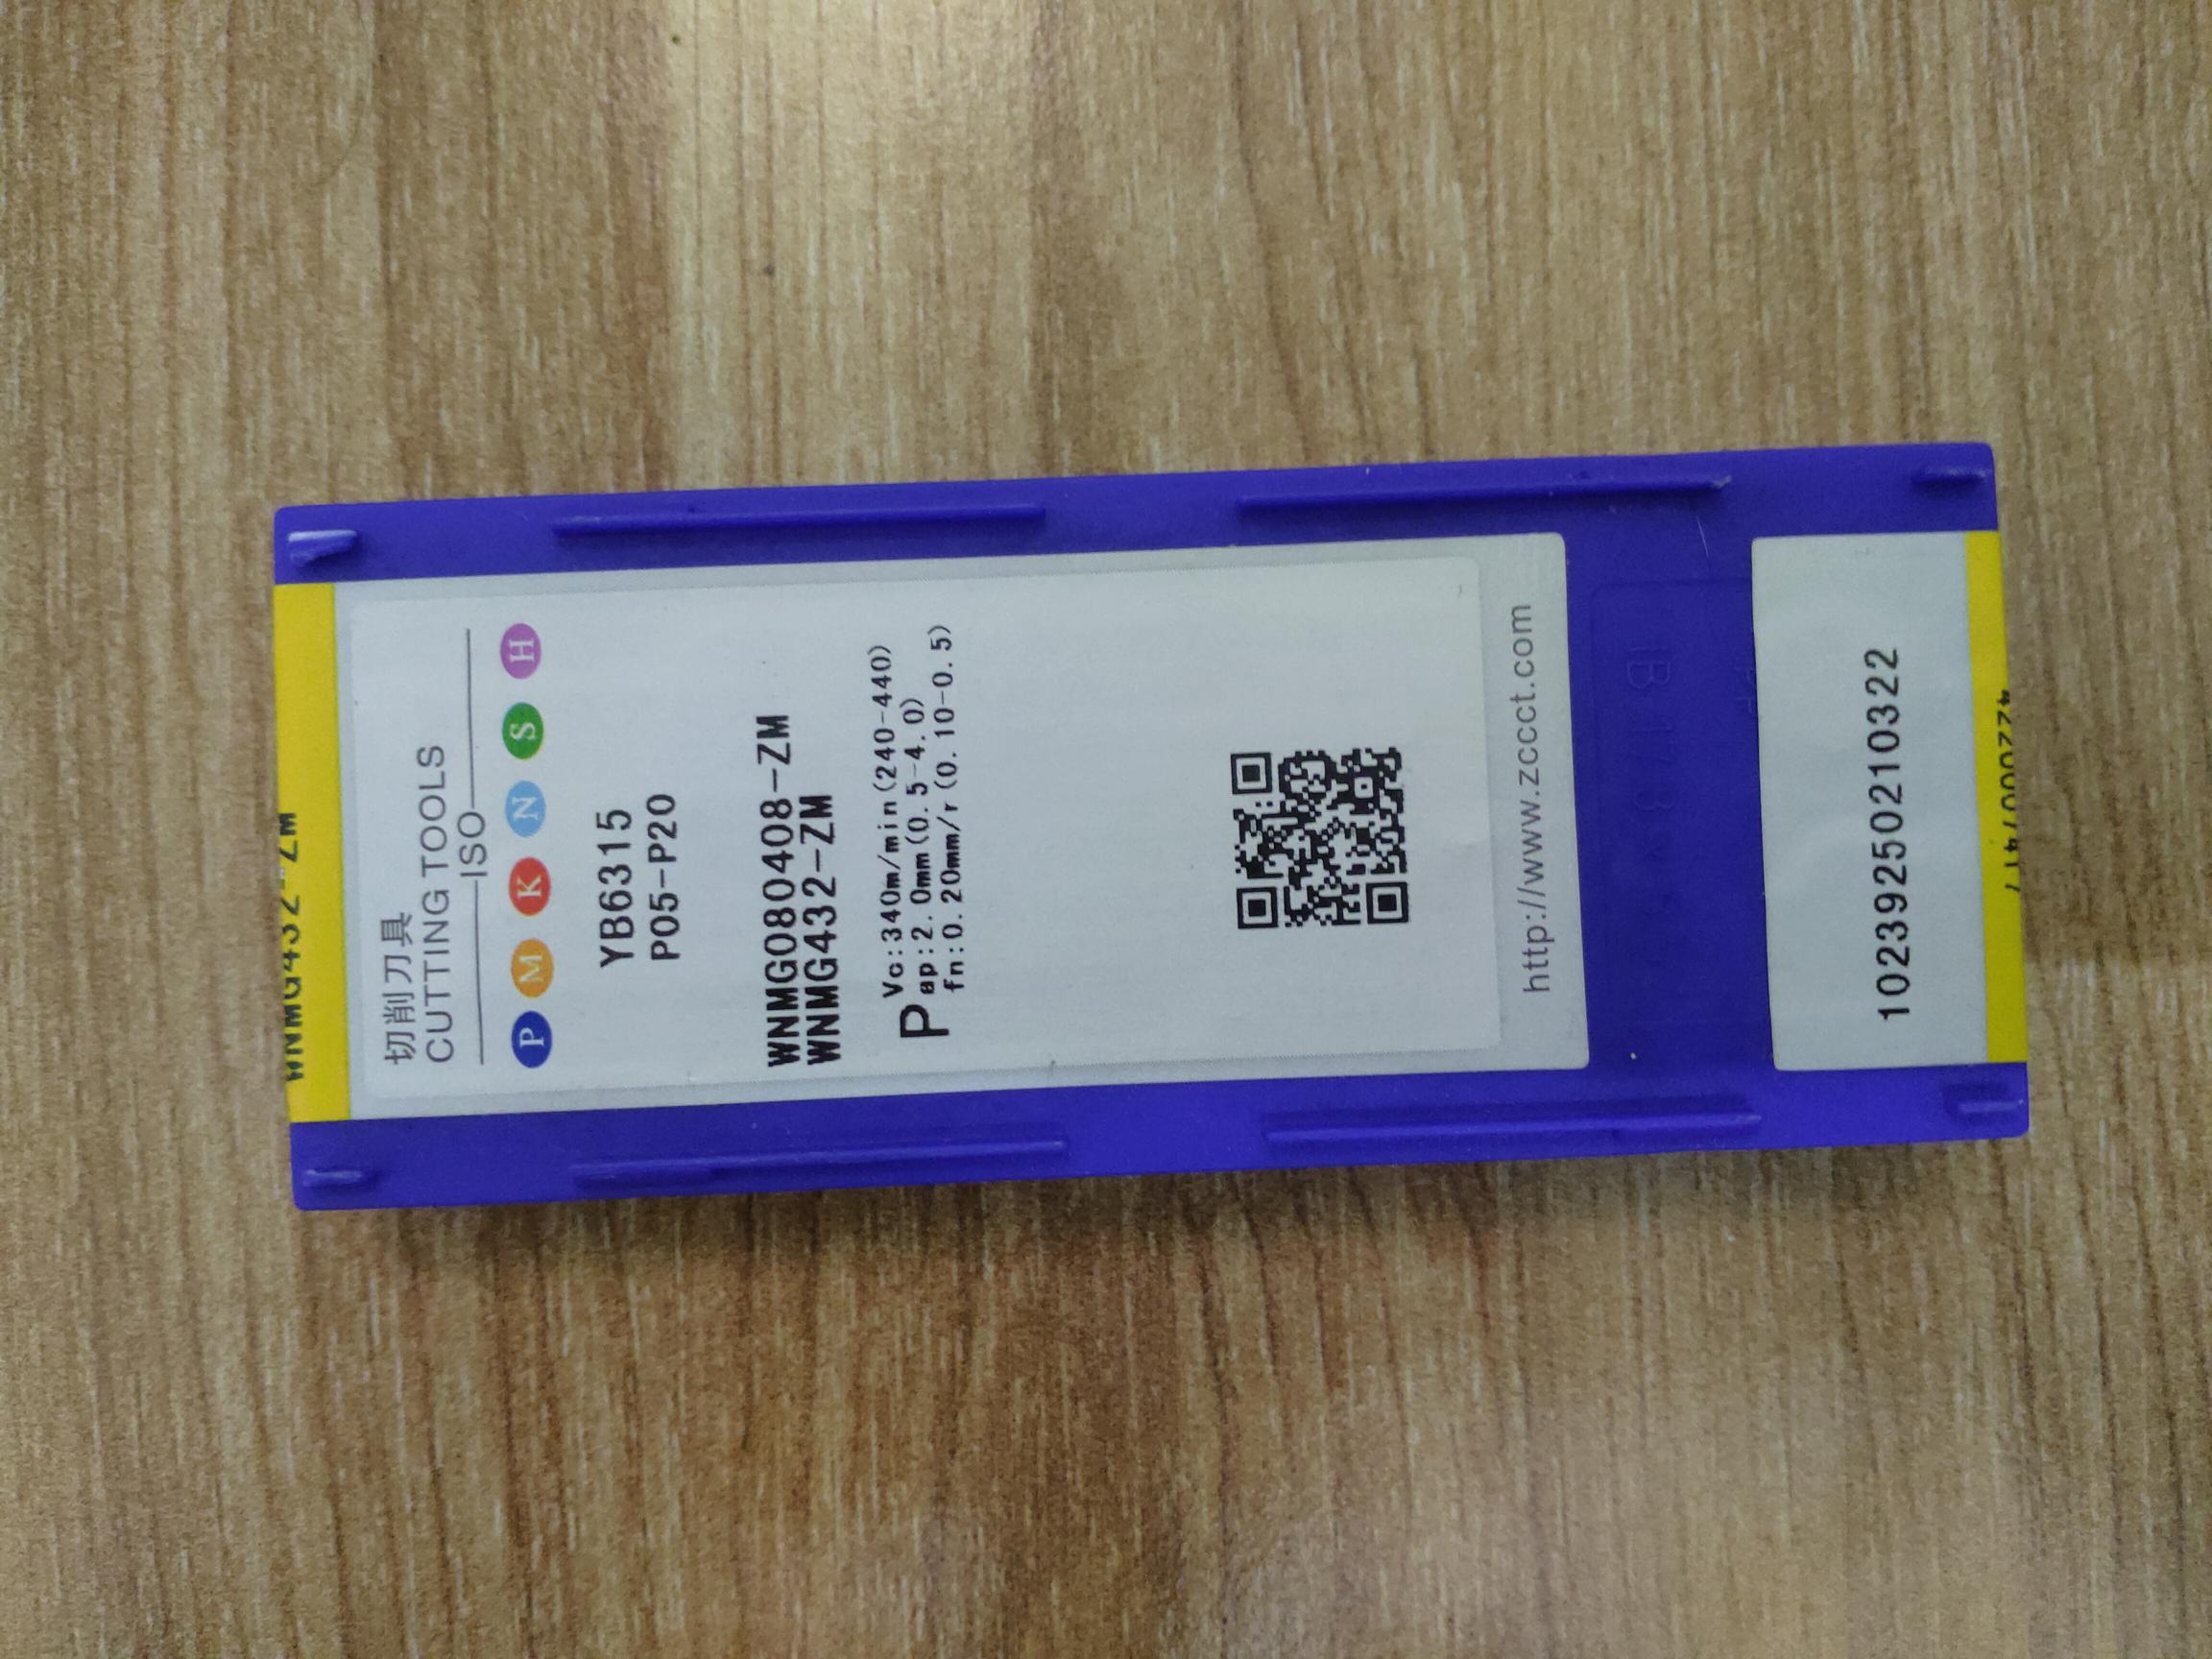 WNMG432-ZM
切削刀具
CUTTING TOOLS
ISO
P M K N S H
YB6315
P05-P20
WNMG080408-ZM
WNMG432-ZM
P
Vc:340m/min(240-440)
ap:2.0mm(0.5-4.0)
fn:0.20mm/r(0.10-0.5)
http://www.zccct.com
10239250210322